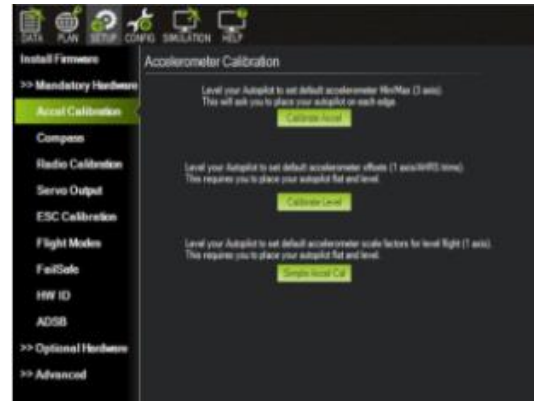 DATA PLAN SETUP CONFIG SIMULATION HELP
Install Firmware
>> Mandatory Hardware
Accel Calibration
Compass
Radio Calibration
Servo Output
ESC Calibration
Flight Modes
FailSafe
HW ID
ADSB
>> Optional Hardware
>> Advanced
Accelerometer Calibration
Level your Autopilot to set default accelerometer Min/Max (3 axis).
This will ask you to place your autopilot on each edge.
Calibrate Accel
Level your Autopilot to set default accelerometer offsets (1 axis/AHRS trims).
This requires you to place your autopilot flat and level.
Calibrate Level
Level your Autopilot to set default accelerometer scale factors for level flight (1 axis).
This requires you to place your autopilot flat and level.
Simple Accel Cal